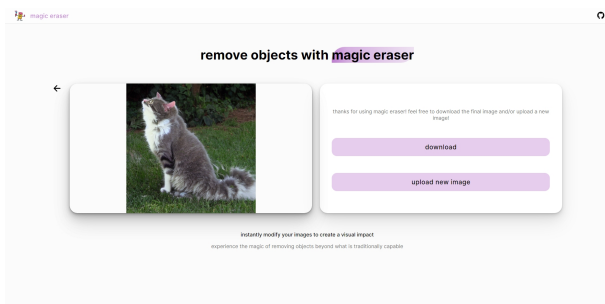 magic eraser
remove objects with magic eraser
thanks for using magic eraser! feel free to download the final image and/or upload a new
image!
download
upload new image
instantly modify your images to create a visual impact
experience the magic of removing objects beyond what is traditionally capable